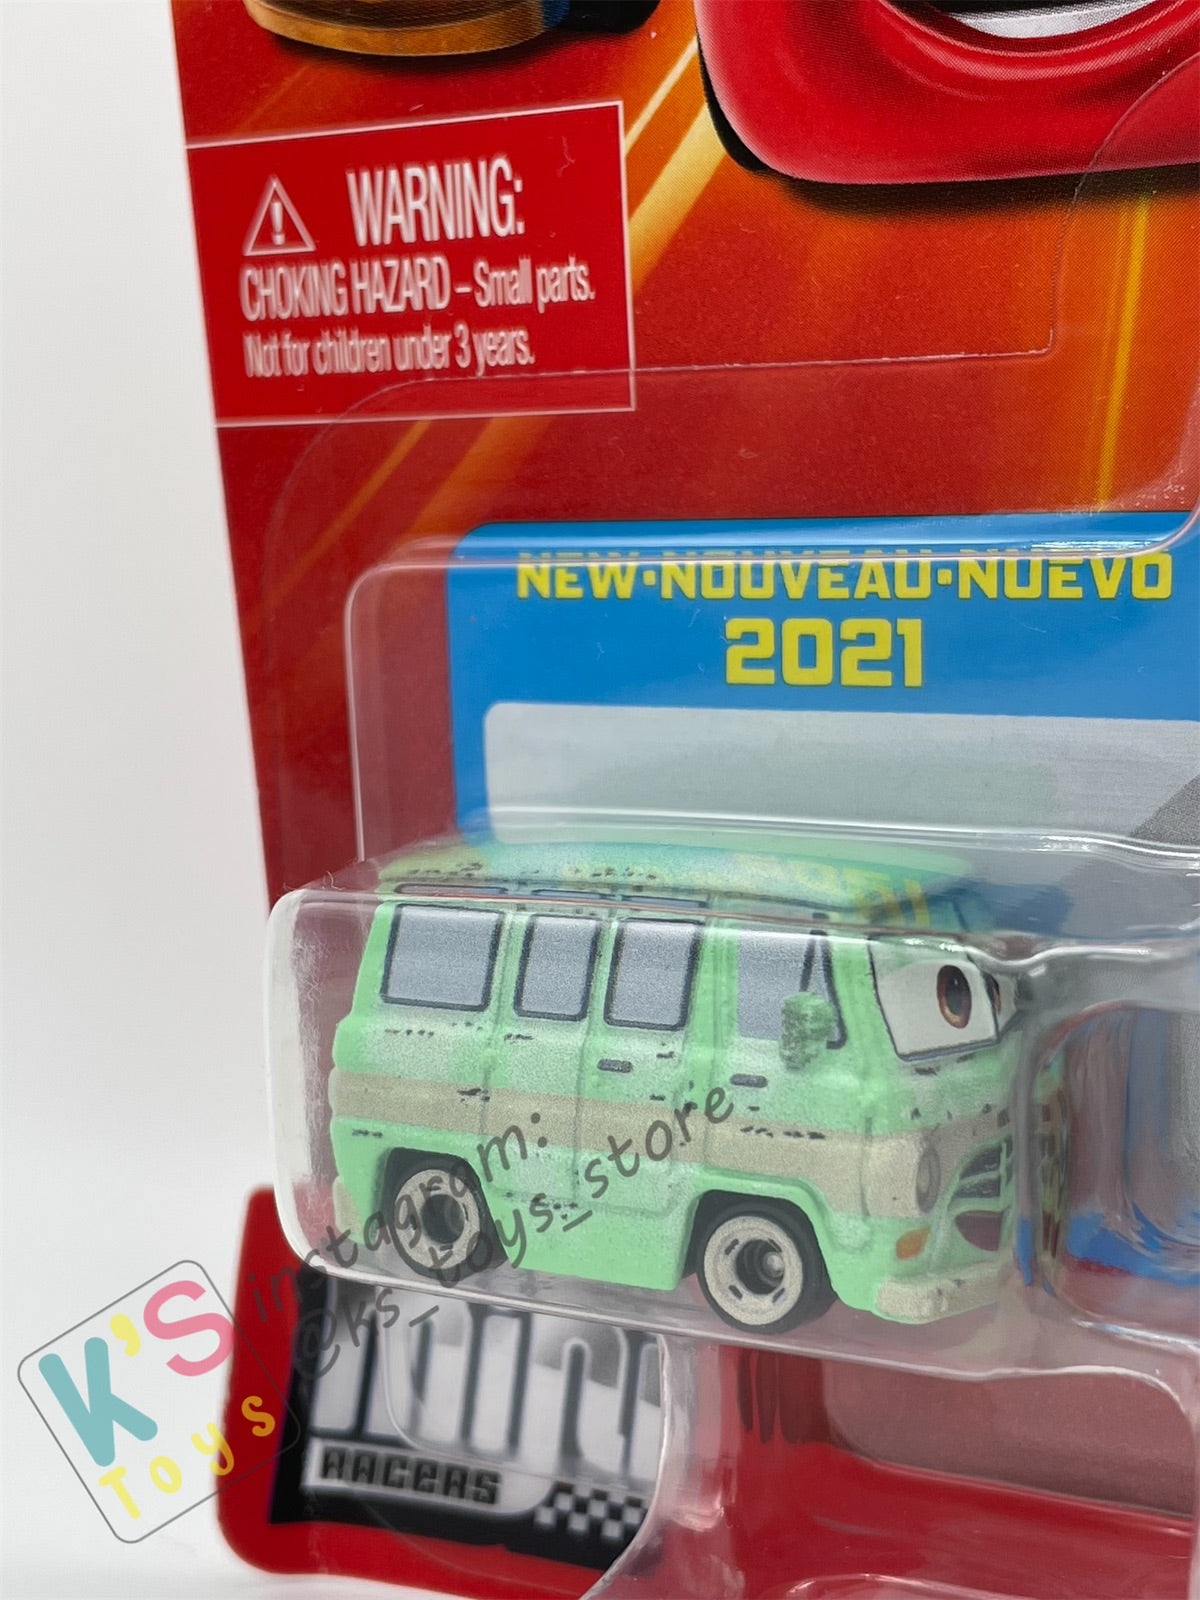 WARNING:
CHOKING HAZARD – Small parts.
Not for children under 3 years.
NEW·NOUVEAU·NUEVO
2021
instagram:
@ks_toys_store
K'S
Toys
mini
RACERS